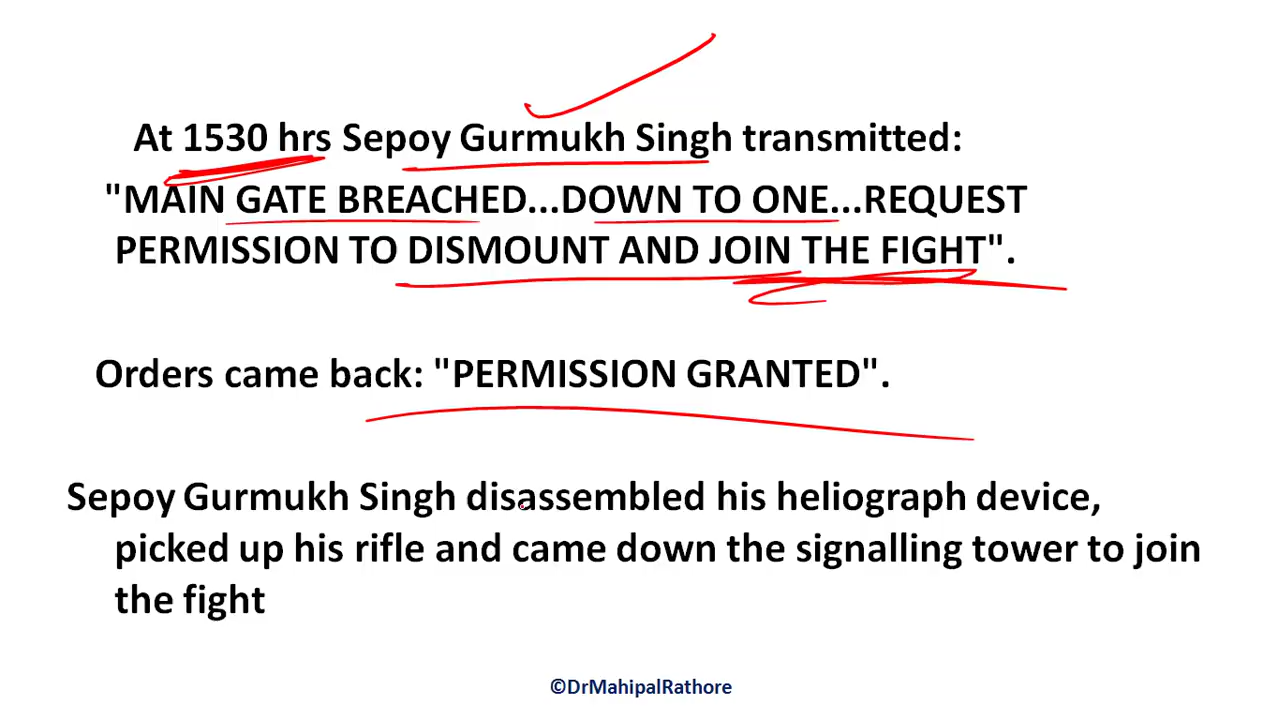 At 1530 hrs Sepoy Gurmukh Singh transmitted:
"MAIN GATE BREACHED...DOWN TO ONE...REQUEST
PERMISSION TO DISMOUNT AND JOIN THE FIGHT".
Orders came back: "PERMISSION GRANTED".
Sepoy Gurmukh Singh disassembled his heliograph device,
picked up his rifle and came down the signalling tower to join
the fight
©DrMahipalRathore